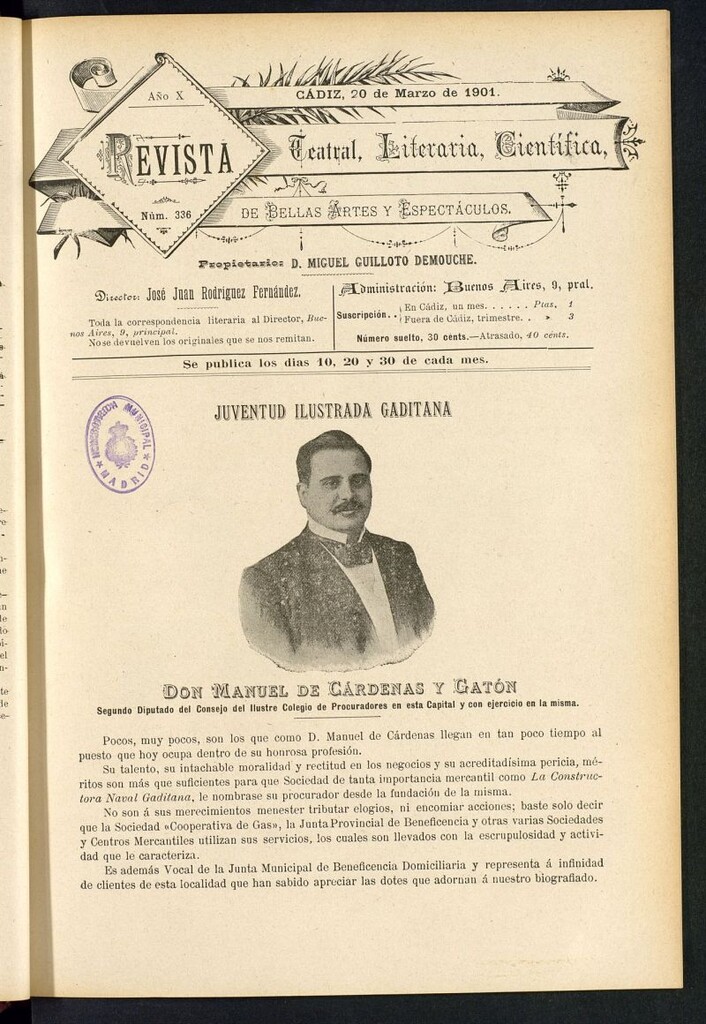 Año X
CÁDIZ, 20 de Marzo de 1901.
REVISTA
Teatral, Literaria, Científica,
Núm. 336
DE BELLAS ARTES Y ESPECTÁCULOS.
Propietario: D. MIGUEL GUILLOTO DEMOUCHE.
Director: José Juan Rodríguez Fernández.
Toda la correspondencia literaria al Director, Bue-
nos Aires, 9, principal.
No se devuelven los originales que se nos remitan.
Administración: Buenos Aires, 9, pral.
Suscripción. . { En Cádiz, un mes. . . . . . Ptas. 1
Fuera de Cádiz, trimestre. . » 3
Número suelto, 30 cents.—Atrasado, 40 cents.
Se publica los dias 10, 20 y 30 de cada mes.
HEMEROTECA MUNICIPAL
MADRID
JUVENTUD ILUSTRADA GADITANA
DON MANUEL DE CÁRDENAS Y GATÓN
Segundo Diputado del Consejo del Ilustre Colegio de Procuradores en esta Capital y con ejercicio en la misma.
Pocos, muy pocos, son los que como D. Manuel de Cárdenas llegan en tan poco tiempo al
puesto que hoy ocupa dentro de su honrosa profesión.
Su talento, su intachable moralidad y rectitud en los negocios y su acreditadísima pericia, mé-
ritos son más que suficientes para que Sociedad de tauta importancia mercantil como La Construc-
tora Naval Gaditana, le nombrase su procurador desde la fundación de la misma.
No son á sus merecimientos menester tributar elogios, ni encomiar acciones; baste solo decir
que la Sociedad «Cooperativa de Gas», la Junta Provincial de Beneficencia y otras varias Sociedades
y Centros Mercantiles utilizan sus servicios, los cuales son llevados con la escrupulosidad y activi-
dad que le caracteriza.
Es además Vocal de la Junta Municipal de Beneficencia Domiciliaria y representa á infinidad
de clientes de esta localidad que han sabido apreciar las dotes que adornan á nuestro biografiado.